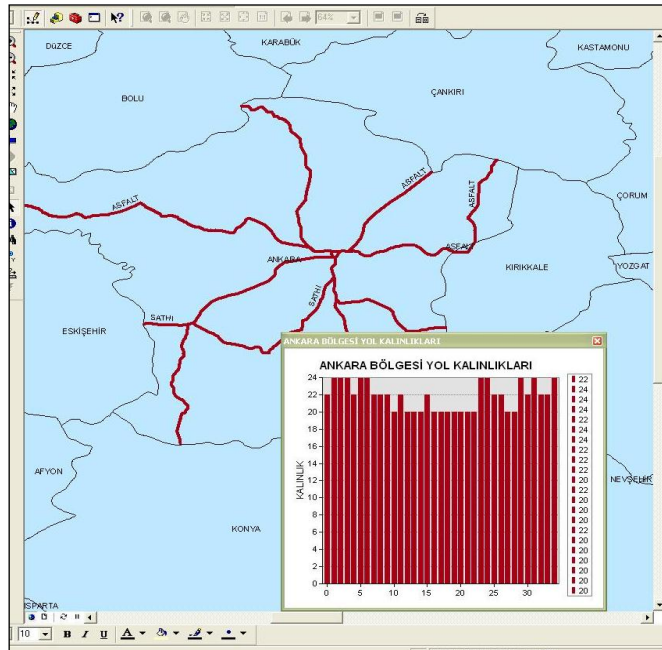 64%
DÜZCE
KARABÜK
KASTAMONU
BOLU
ÇANKIRI
ASFALT
ASFALT
ASFALT
ÇORUM
ASFALT
ANKARA
KIRIKKALE
YOZGAT
SATHI
SATHI
ESKİŞEHİR
ANKARA BÖLGESİ YOL KALINLIKLARI
ANKARA BÖLGESİ YOL KALINLIKLARI
KALINLIK
24
22
20
18
16
14
12
10
8
6
4
2
0
0 5 10 15 20 25 30
22
24
24
24
22
24
24
22
22
22
20
22
20
20
20
22
20
20
20
20
20
20
AFYON
NEVŞEHİR
KONYA
ISPARTA
10 B I U A